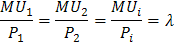 MU₁/P₁ = MU₂/P₂ = MUᵢ/Pᵢ = λ